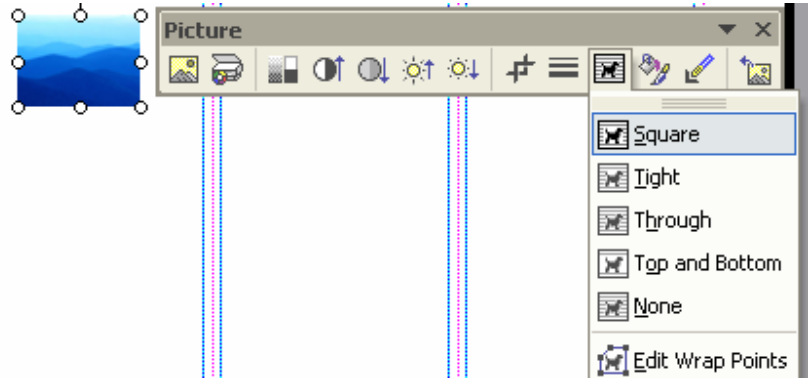 Picture
Square
Tight
Through
Top and Bottom
None
Edit Wrap Points